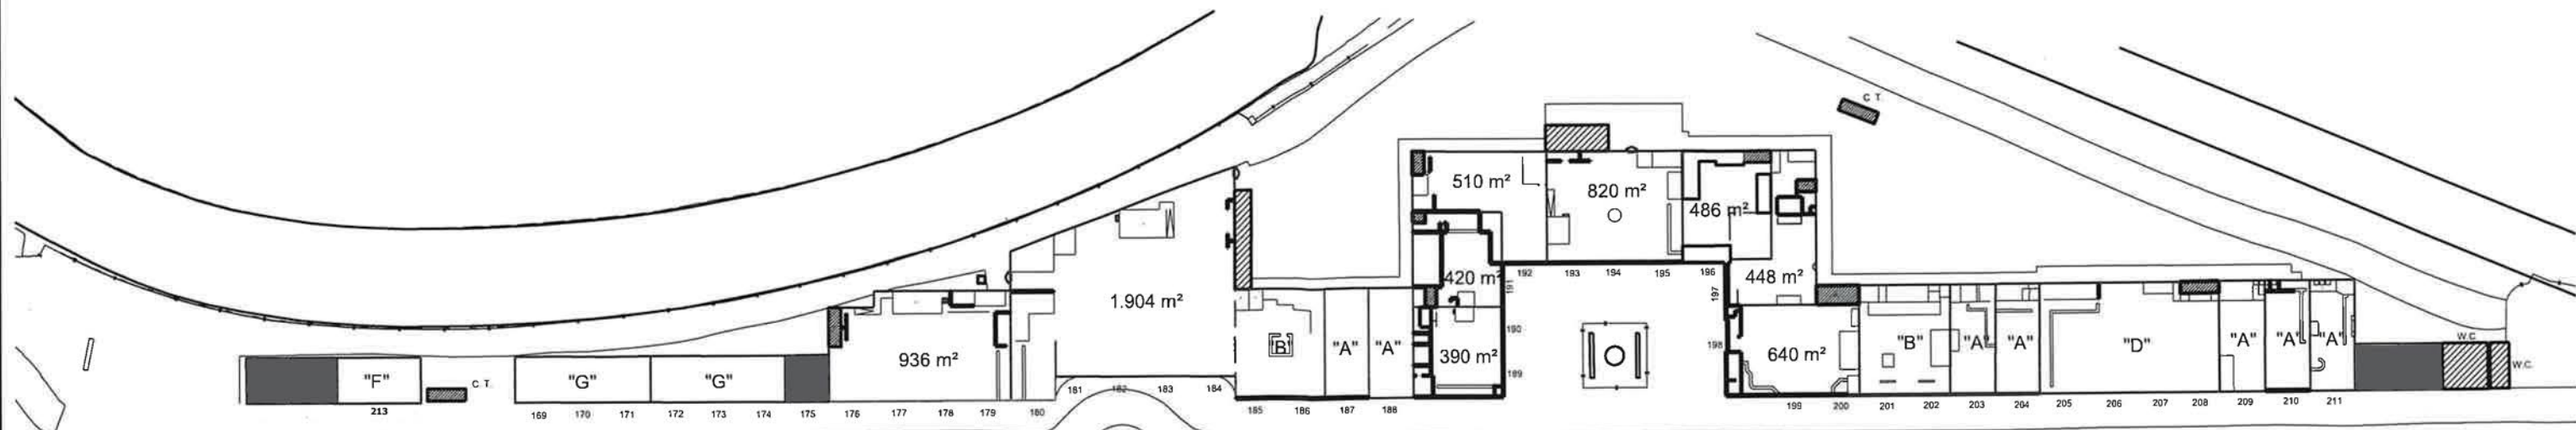 C T.
510 m²
820 m²
486 m²
420 m²
192
193
194
195
196
448 m²
191
197
1.904 m²
190
198
"B"
"A"
"A"
390 m²
640 m²
"B"
"A"
"A"
"D"
"A"
"A"
"A"
W.C.
W.C.
936 m²
189
"F"
C T.
"G"
"G"
213
169
170
171
172
173
174
175
176
177
178
179
180
181
182
183
184
185
186
187
188
199
200
201
202
203
204
205
206
207
208
209
210
211